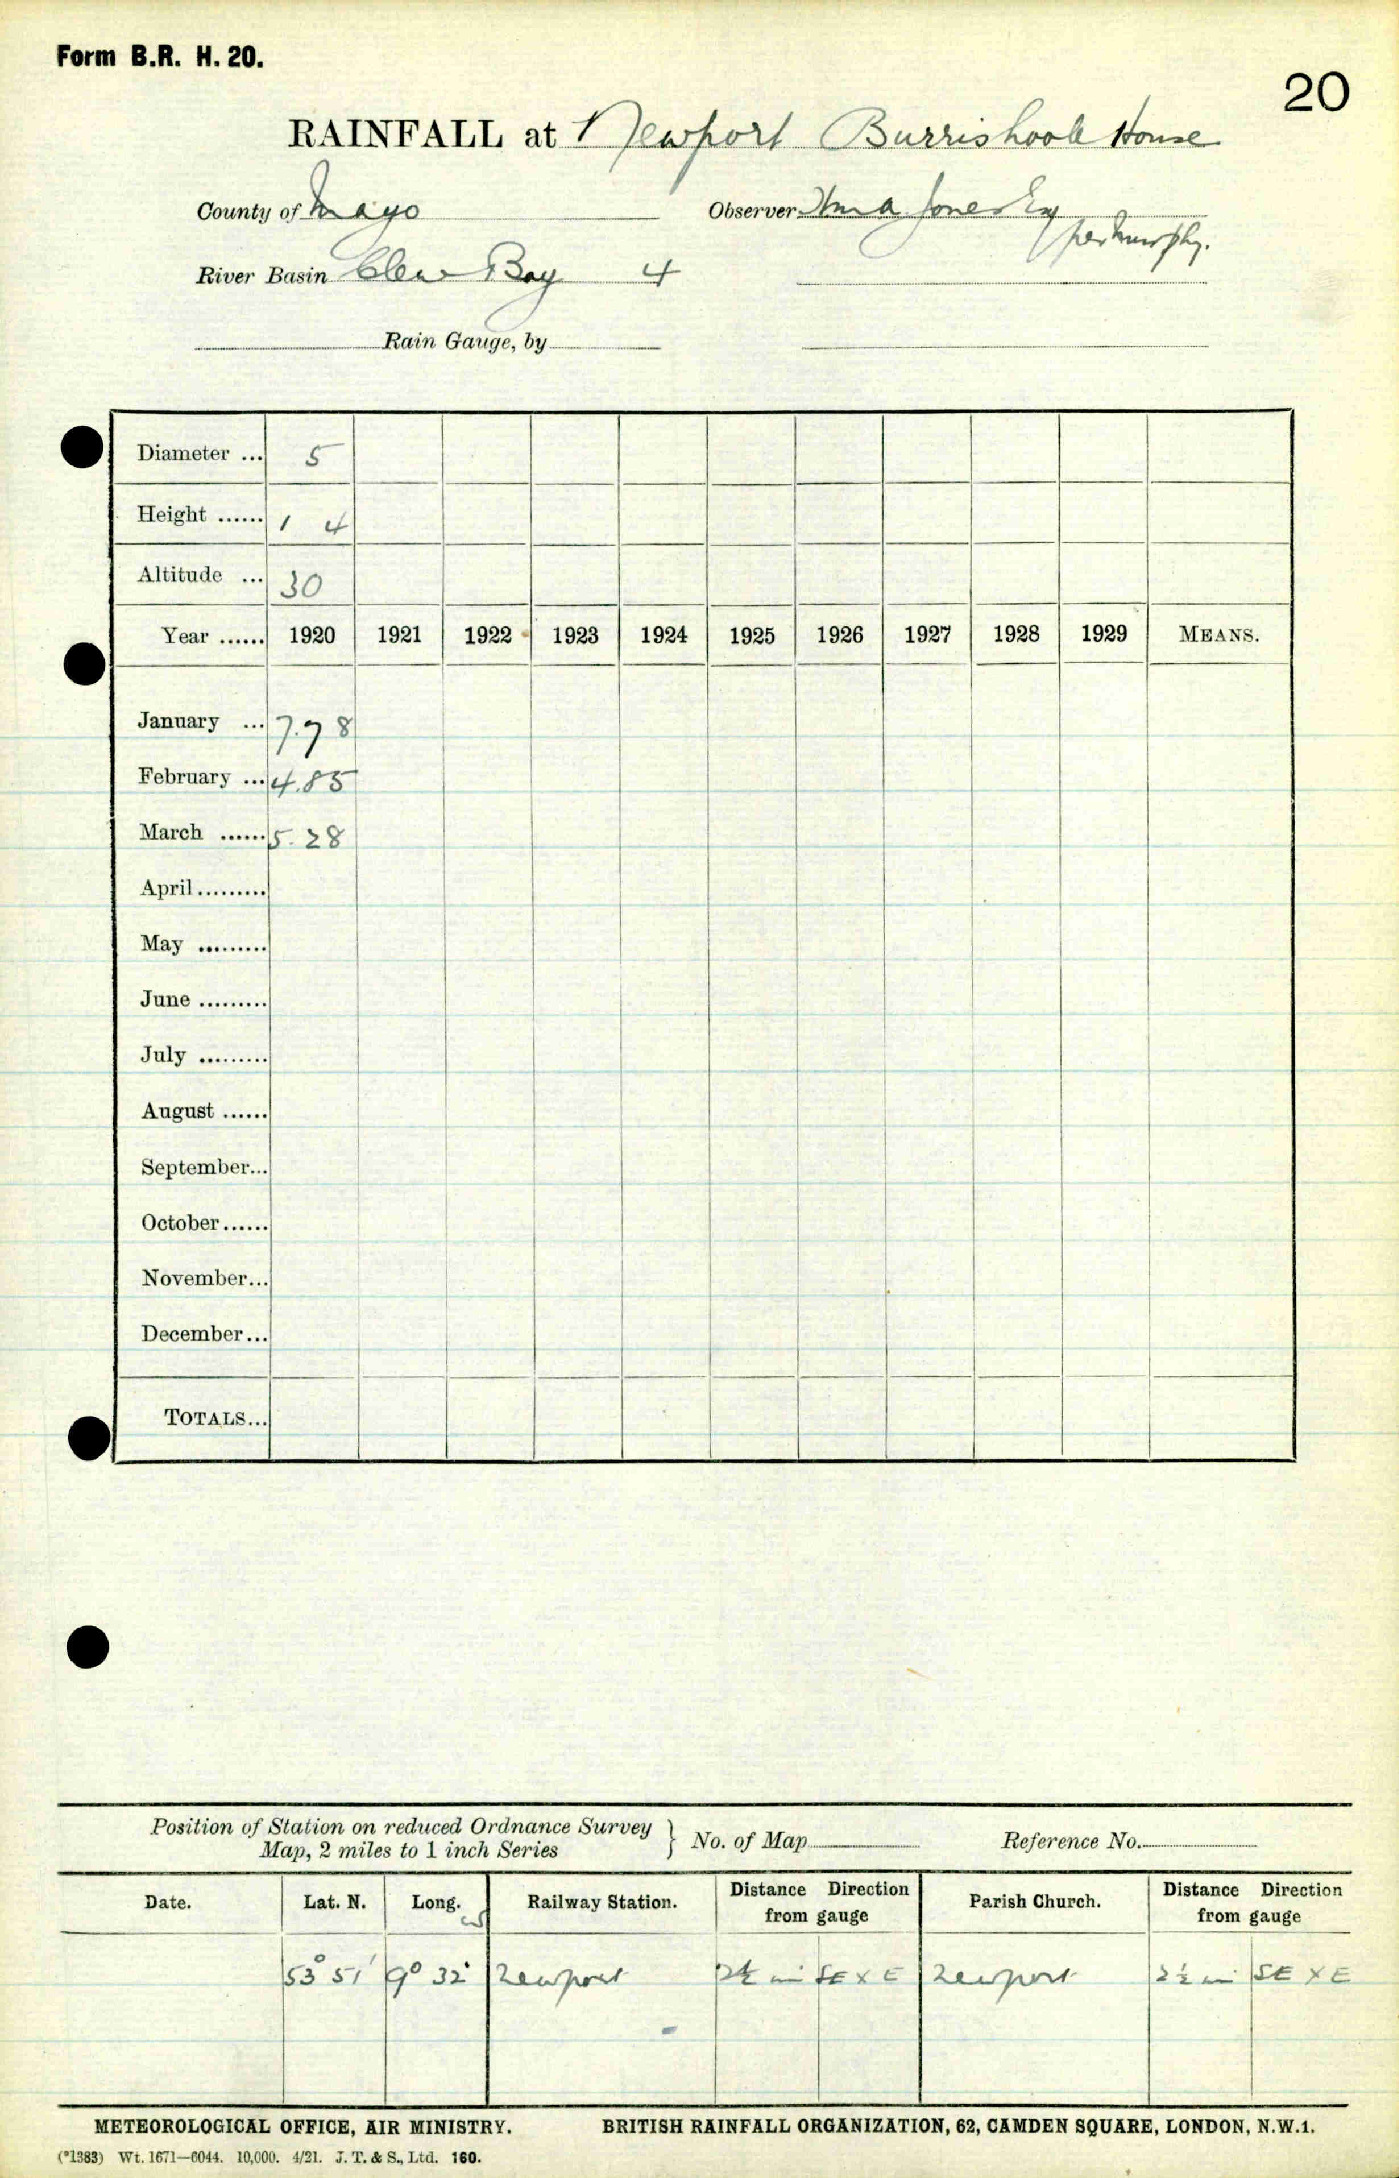 Form B.R. H. 20.
20
RAINFALL at Newport Burrishoole House
County of Mayo Observer A. Jones Esq
per Murphy.
River Basin Clew Bay 4
Rain Gauge, by
Diameter ... 5
Height ...... 1 4
Altitude ... 30
Year ...... 1920 1921 1922 1923 1924 1925 1926 1927 1928 1929 MEANS.
January ... 7.78
February ... 4.85
March ...... 5.28
April.........
May .........
June .........
July .........
August ......
September...
October......
November...
December...
TOTALS...
Position of Station on reduced Ordnance Survey
Map, 2 miles to 1 inch Series } No. of Map Reference No.
Date. Lat. N. Long. W Railway Station. Distance Direction from gauge Parish Church. Distance Direction from gauge
53° 51' 9° 32' Newport 2½ mi SE x E Newport 2½ mi SE x E
METEOROLOGICAL OFFICE, AIR MINISTRY. BRITISH RAINFALL ORGANIZATION, 62, CAMDEN SQUARE, LONDON, N.W.1.
(*1383) Wt. 1671—6044. 10,000. 4/21. J. T. & S., Ltd. 160.